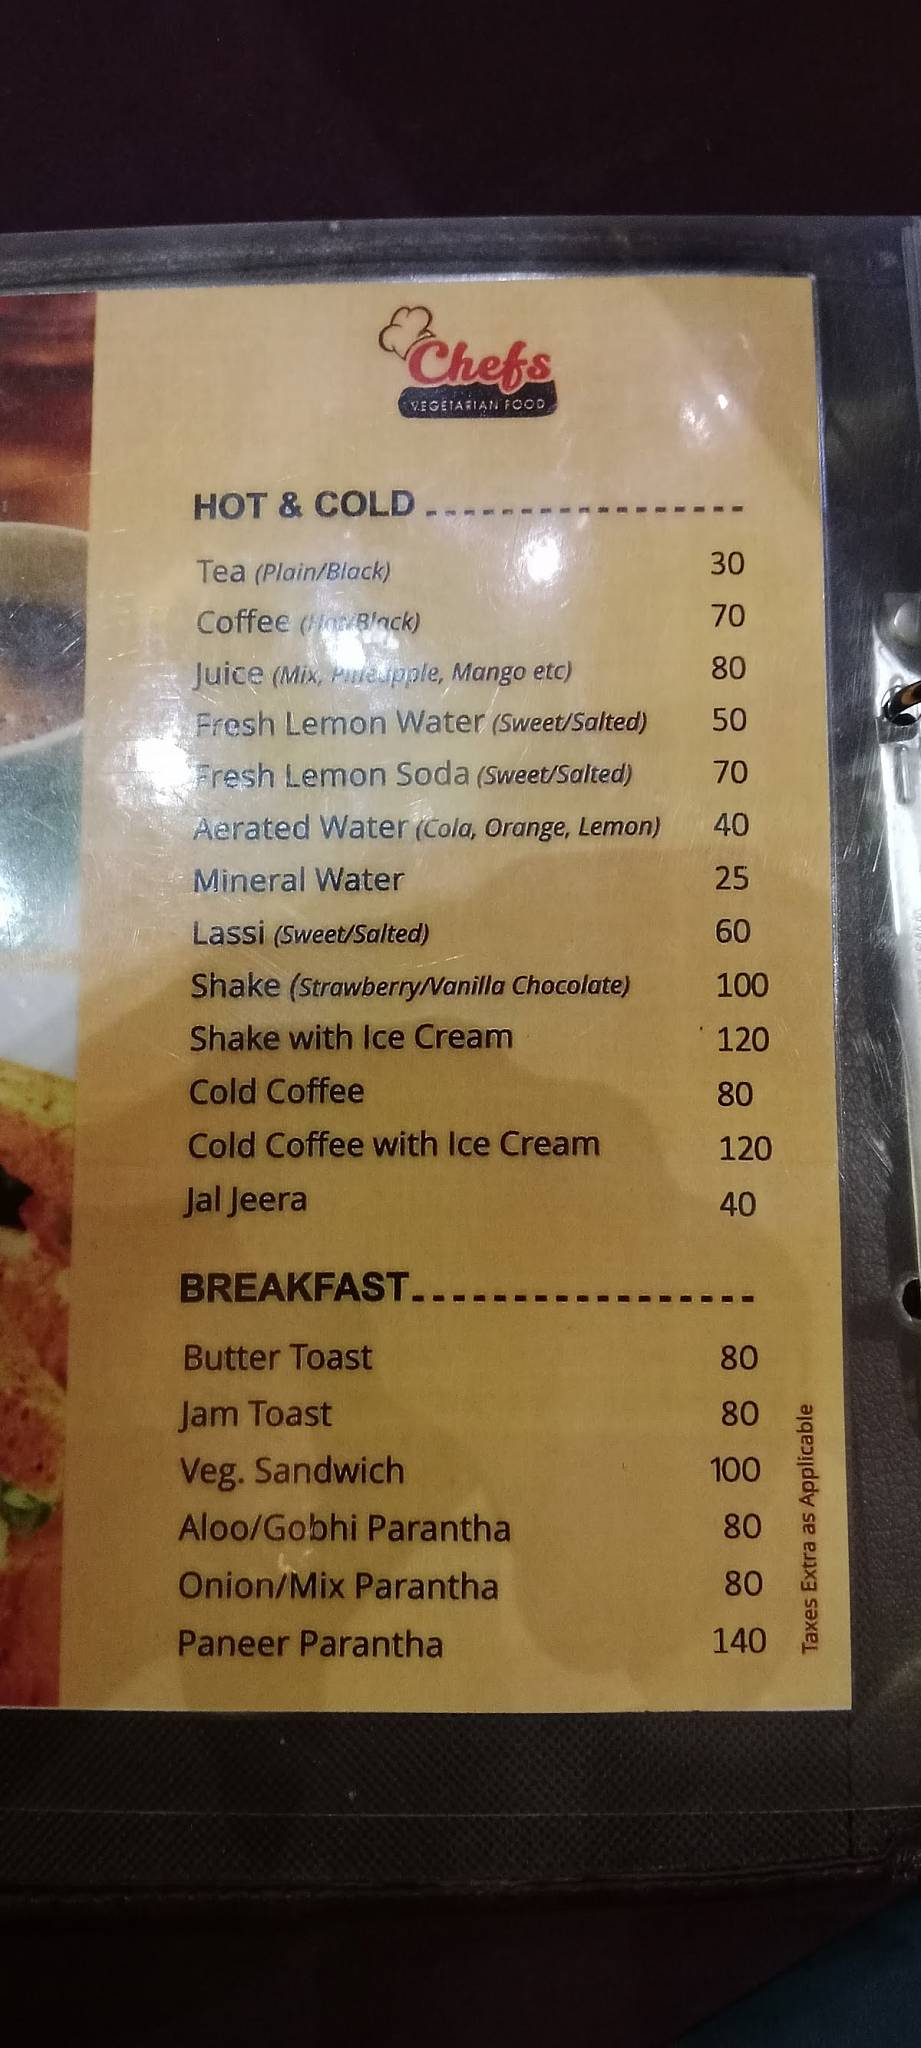 Chefs
VEGETARIAN FOOD
HOT & COLD
Tea (Plain/Black) 30
Coffee (Hot/Black) 70
Juice (Mix, Pineapple, Mango etc) 80
Fresh Lemon Water (Sweet/Salted) 50
Fresh Lemon Soda (Sweet/Salted) 70
Aerated Water (Cola, Orange, Lemon) 40
Mineral Water 25
Lassi (Sweet/Salted) 60
Shake (Strawberry/Vanilla Chocolate) 100
Shake with Ice Cream 120
Cold Coffee 80
Cold Coffee with Ice Cream 120
Jal Jeera 40
BREAKFAST
Butter Toast 80
Jam Toast 80
Veg. Sandwich 100
Aloo/Gobhi Parantha 80
Onion/Mix Parantha 80
Paneer Parantha 140
Taxes Extra as Applicable